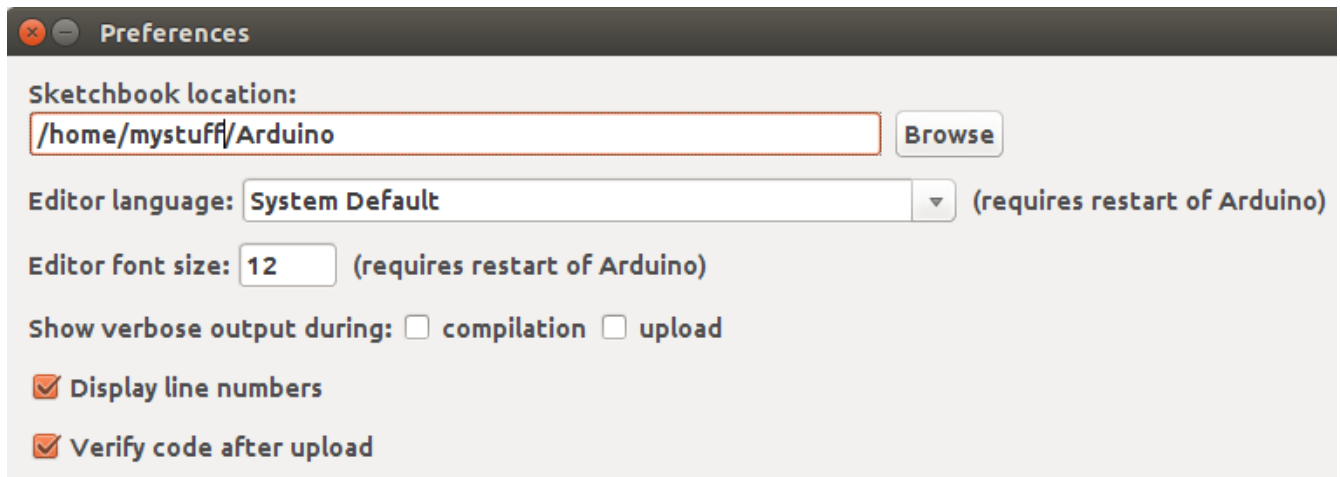 Preferences
Sketchbook location:
/home/mystuff/Arduino
Browse
Editor language: System Default (requires restart of Arduino)
Editor font size: 12 (requires restart of Arduino)
Show verbose output during: compilation upload
Display line numbers
Verify code after upload